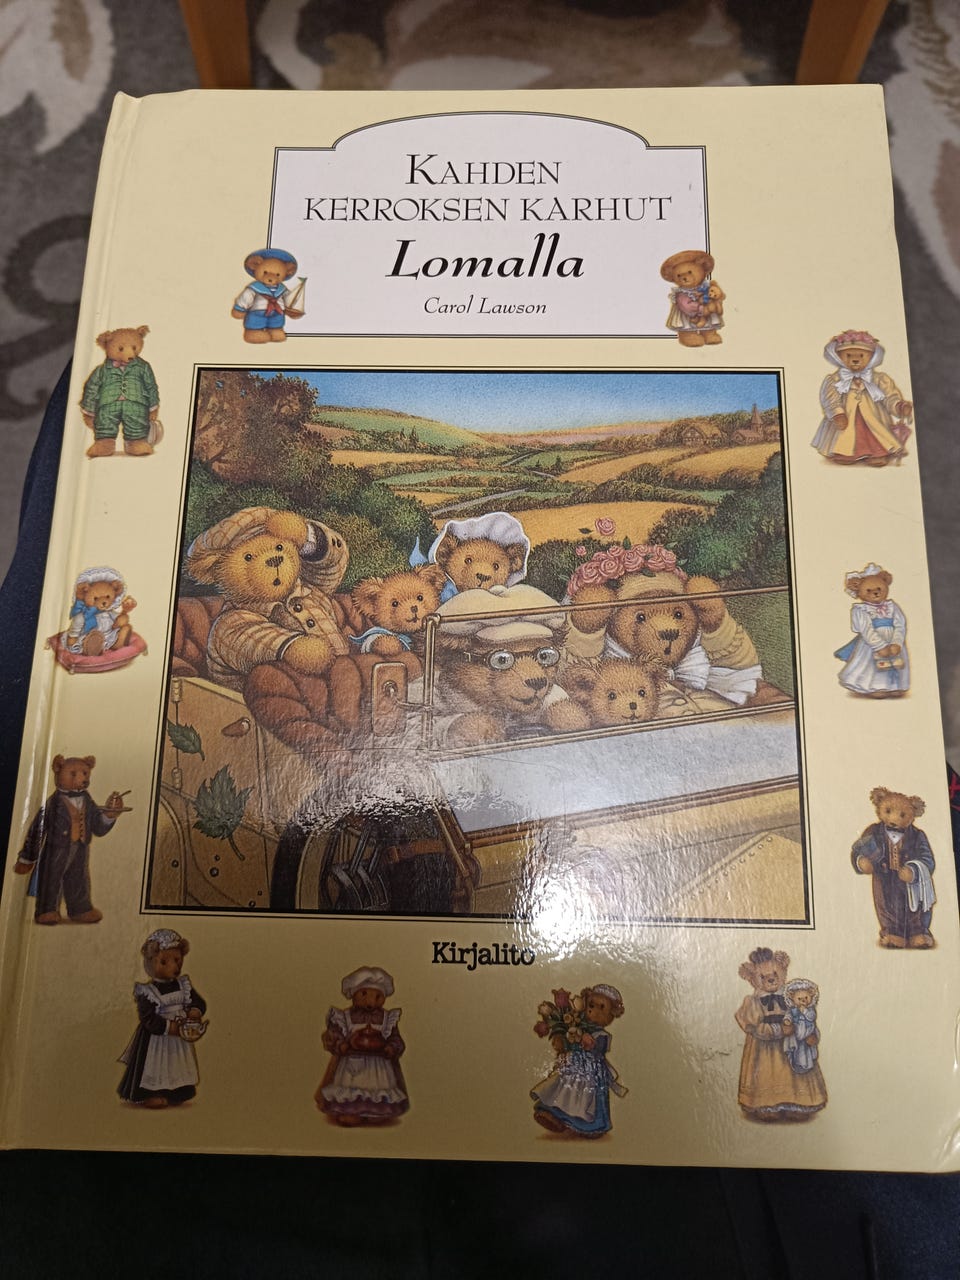 KAHDEN
KERROKSEN KARHUT
Lomalla
Carol Lawson
Kirjalito